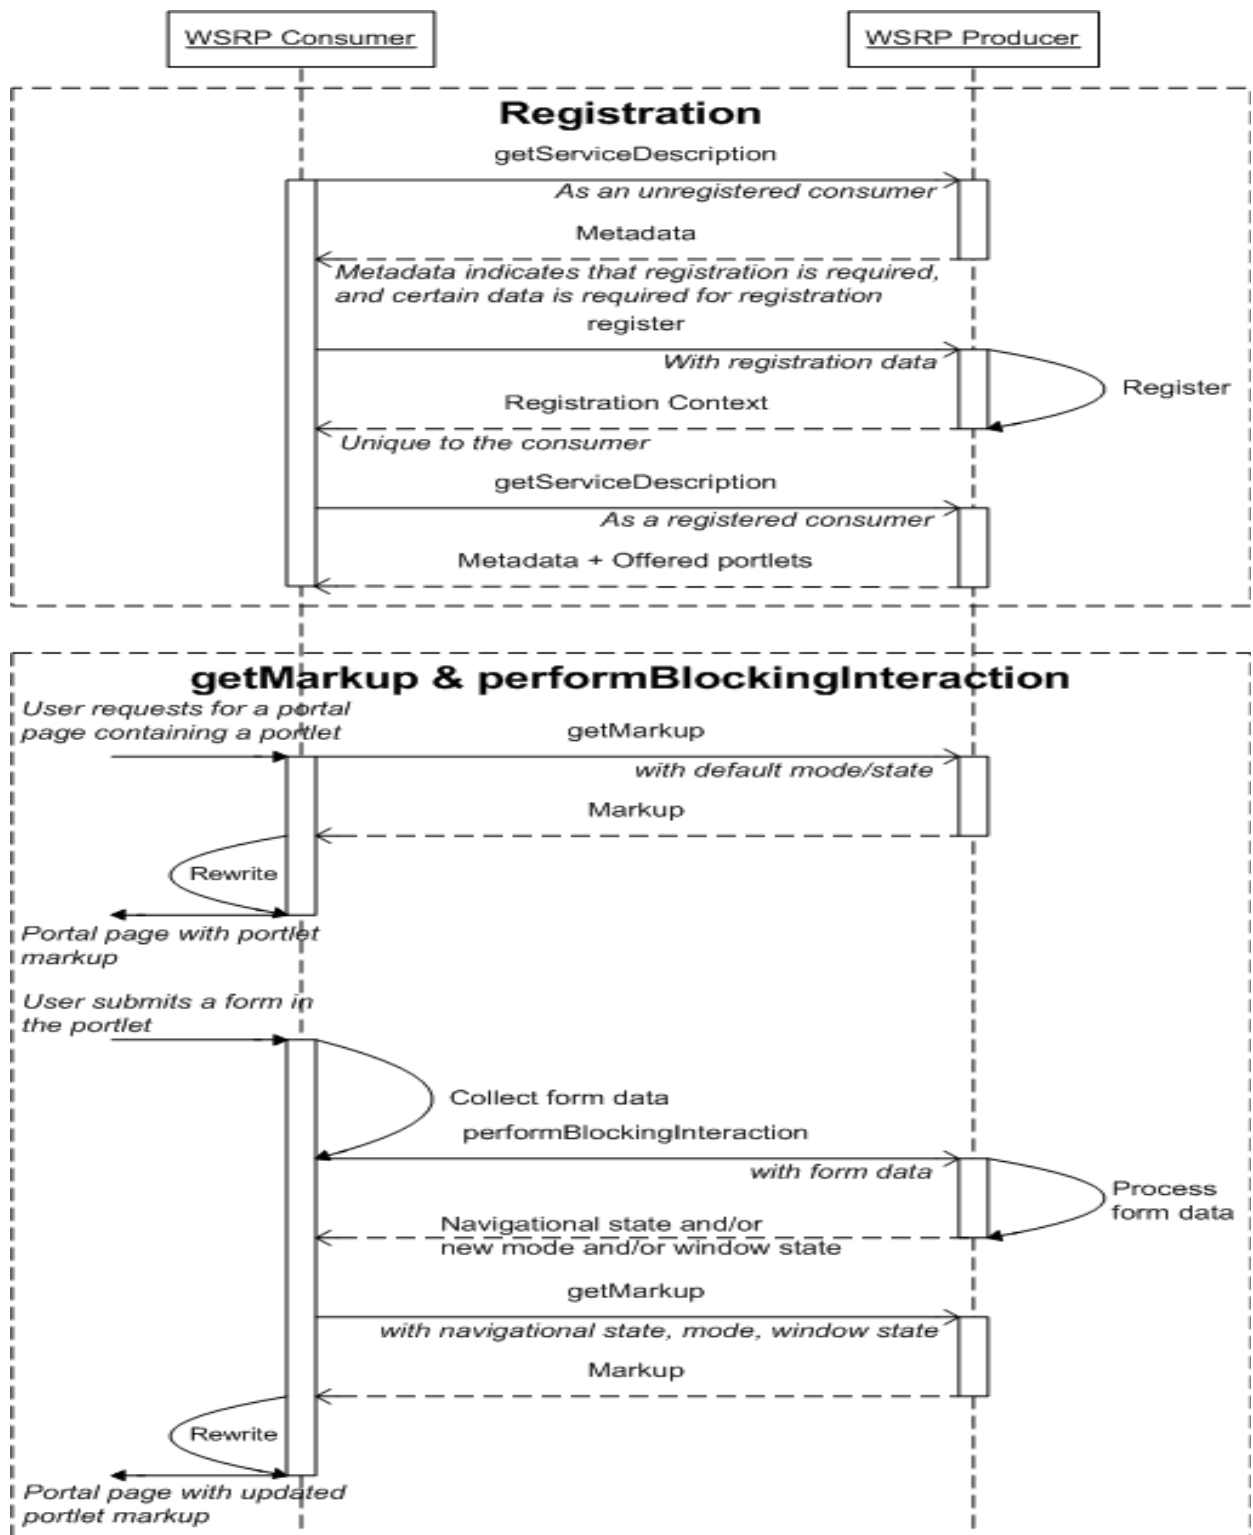 WSRP Consumer
WSRP Producer
Registration
getServiceDescription
As an unregistered consumer
Metadata
Metadata indicates that registration is required,
and certain data is required for registration
register
With registration data
Register
Registration Context
Unique to the consumer
getServiceDescription
As a registered consumer
Metadata + Offered portlets
getMarkup & performBlockingInteraction
User requests for a portal
page containing a portlet
getMarkup
with default mode/state
Markup
Rewrite
Portal page with portlet
markup
User submits a form in
the portlet
Collect form data
performBlockingInteraction
with form data
Process
form data
Navigational state and/or
new mode and/or window state
getMarkup
with navigational state, mode, window state
Markup
Rewrite
Portal page with updated
portlet markup